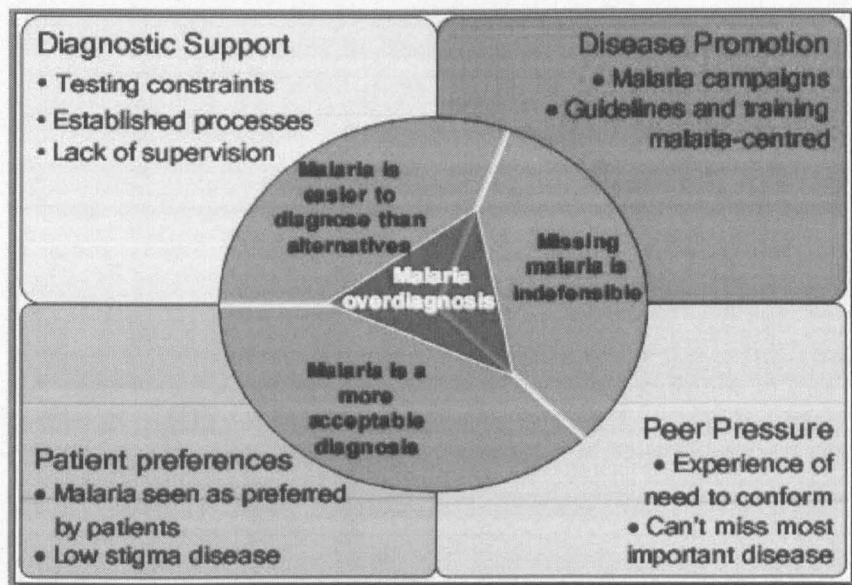 Diagnostic Support
• Testing constraints
• Established processes
• Lack of supervision
Disease Promotion
• Malaria campaigns
• Guidelines and training
malaria-centred
Malaria is
easier to
diagnose than
alternatives
Missing
malaria is
indefensible
Malaria
overdiagnosis
Malaria is a
more
acceptable
diagnosis
Patient preferences
• Malaria seen as preferred
by patients
• Low stigma disease
Peer Pressure
• Experience of
need to conform
• Can't miss most
important disease